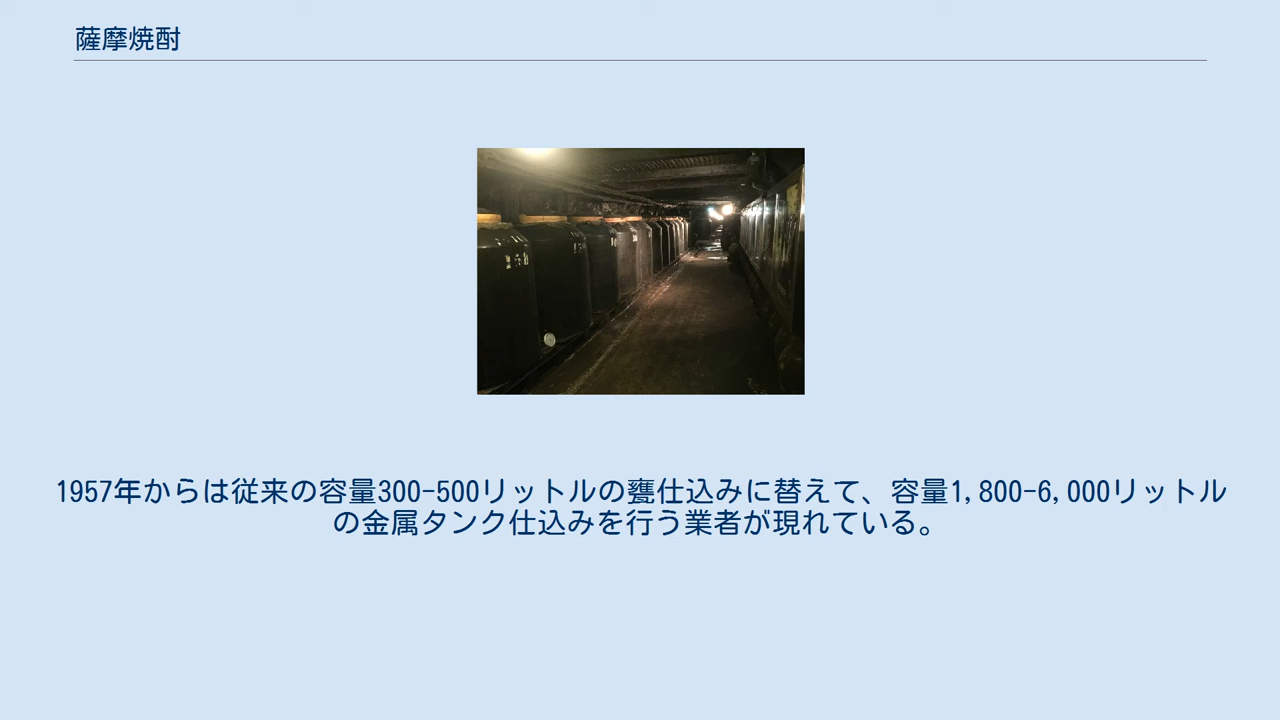 薩摩焼酎
1957年からは従来の容量300-500リットルの甕仕込みに替えて、容量1,800-6,000リットル
の金属タンク仕込みを行う業者が現れている。